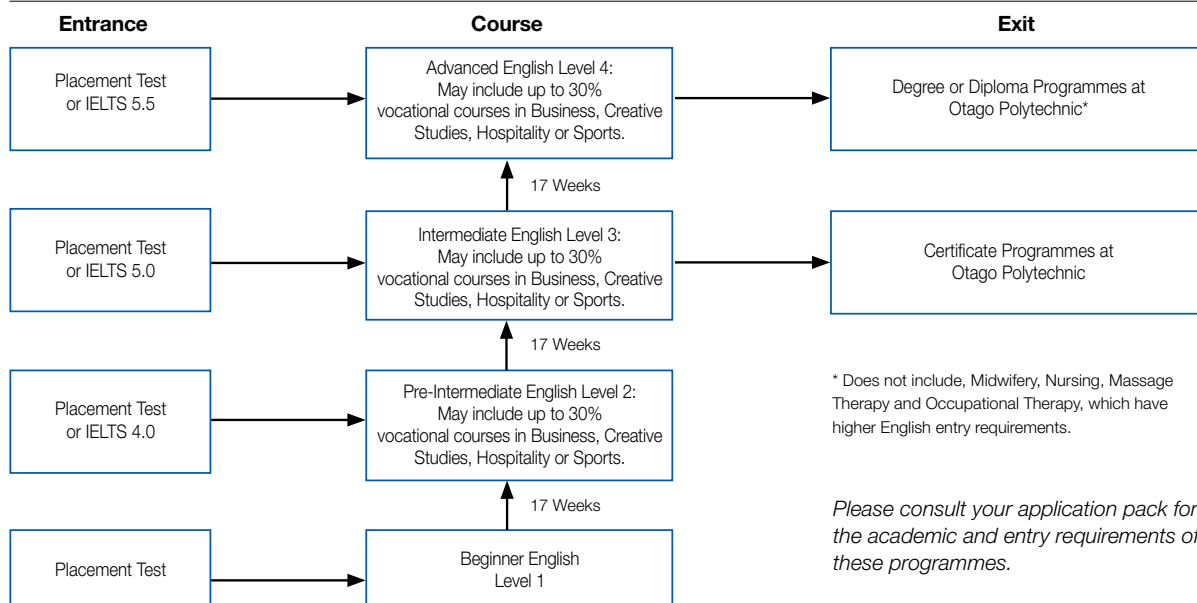 Entrance
Course
Exit
Placement Test
or IELTS 5.5
Advanced English Level 4:
May include up to 30%
vocational courses in Business, Creative
Studies, Hospitality or Sports.
Degree or Diploma Programmes at
Otago Polytechnic*
17 Weeks
Placement Test
or IELTS 5.0
Intermediate English Level 3:
May include up to 30%
vocational courses in Business, Creative
Studies, Hospitality or Sports.
Certificate Programmes at
Otago Polytechnic
17 Weeks
Placement Test
or IELTS 4.0
Pre-Intermediate English Level 2:
May include up to 30%
vocational courses in Business, Creative
Studies, Hospitality or Sports.
* Does not include, Midwifery, Nursing, Massage
Therapy and Occupational Therapy, which have
higher English entry requirements.
17 Weeks
Please consult your application pack for
the academic and entry requirements of
these programmes.
Placement Test
Beginner English
Level 1